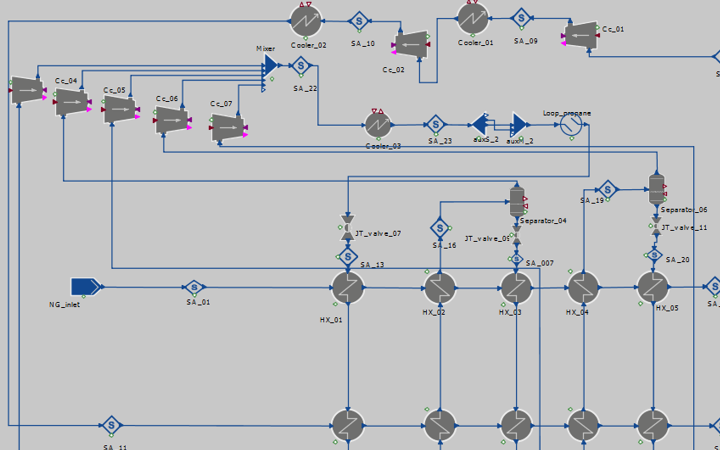 Cooler_02
SA_10
Cooler_01
SA_09
Cc_01
Mixer
Cc_02
Cc_04
Cc_05
Cc_06
Cc_07
SA_22
Loop_propane
Cooler_03
SA_23
auxS_2
auxM_2
SA_19
Separator_04
Separator_06
JT_valve_07
SA_16
JT_valve_09
JT_valve_11
SA_13
SA_007
SA_20
NG_inlet
SA_01
HX_01
HX_02
HX_03
HX_04
HX_05
SA_11